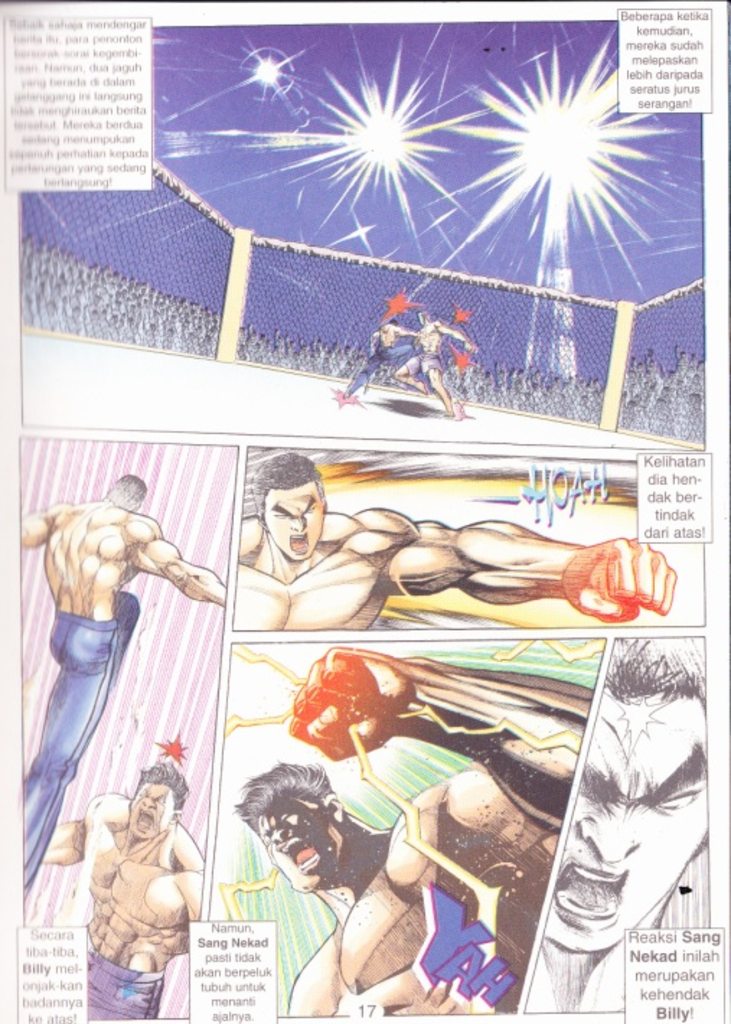 Sebaik sahaja mendengar
berita itu, para penonton
bersorak-sorai kegembi-
raan. Namun, dua jaguh
yang berada di dalam
gelanggang ini langsung
tidak menghiraukan berita
tersebut. Mereka berdua
sedang menumpukan
sepenuh perhatian kepada
pertarungan yang sedang
berlangsung!
Beberapa ketika
kemudian,
mereka sudah
melepaskan
lebih daripada
seratus jurus
serangan!
HOAH
Kelihatan
dia hen-
dak ber-
tindak
dari atas!
Secara
tiba-tiba,
Billy mel-
onjak-kan
badannya
ke atas!
Namun,
Sang Nekad
pasti tidak
akan berpeluk
tubuh untuk
menanti
ajalnya.
YAH
Reaksi Sang
Nekad inilah
merupakan
kehendak
Billy!
17